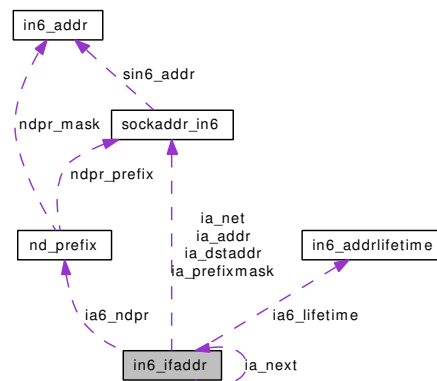 in6_addr
sin6_addr
ndpr_mask
sockaddr_in6
ndpr_prefix
ia_net
ia_addr
ia_dstaddr
ia_prefixmask
nd_prefix
in6_addrlifetime
ia6_ndpr
ia6_lifetime
in6_ifaddr
ia_next